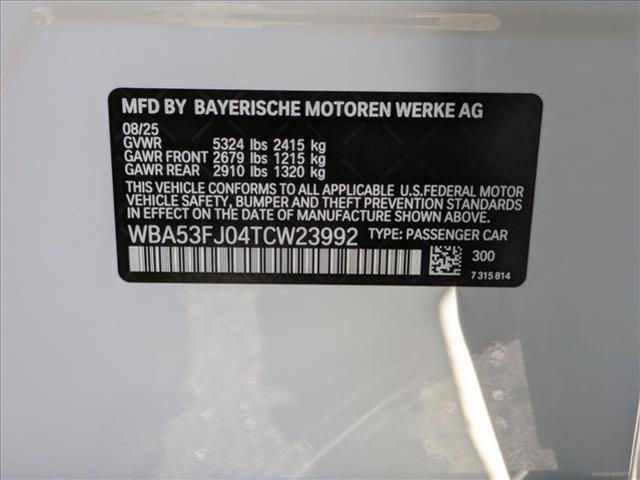 MFD BY BAYERISCHE MOTOREN WERKE AG
08/25
GVWR 5324 lbs 2415 kg
GAWR FRONT 2679 lbs 1215 kg
GAWR REAR 2910 lbs 1320 kg
THIS VEHICLE CONFORMS TO ALL APPLICABLE U.S.FEDERAL MOTOR
VEHICLE SAFETY, BUMPER AND THEFT PREVENTION STANDARDS
IN EFFECT ON THE DATE OF MANUFACTURE SHOWN ABOVE.
WBA53FJ04TCW23992 TYPE: PASSENGER CAR
300
7 315 814